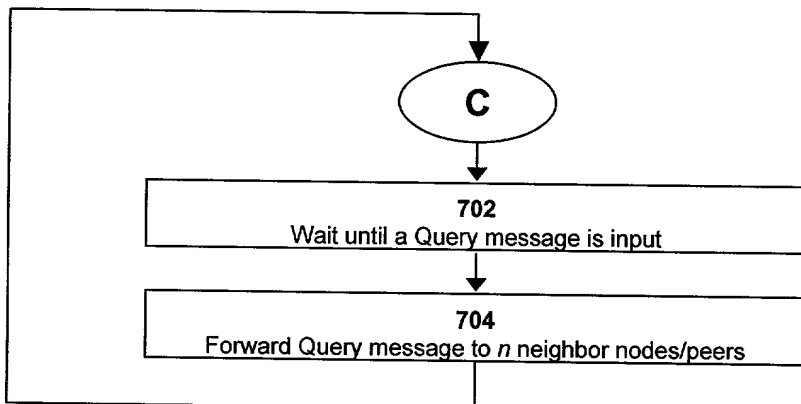 C
702
Wait until a Query message is input
704
Forward Query message to n neighbor nodes/peers